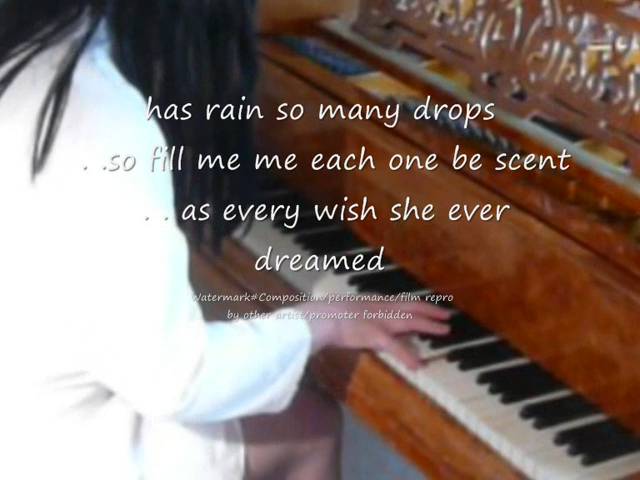 has rain so many drops
. .so fill me me each one be scent
. . as every wish she ever
dreamed
Watermark#Composition/performance/film repro
by other artist/promoter forbidden